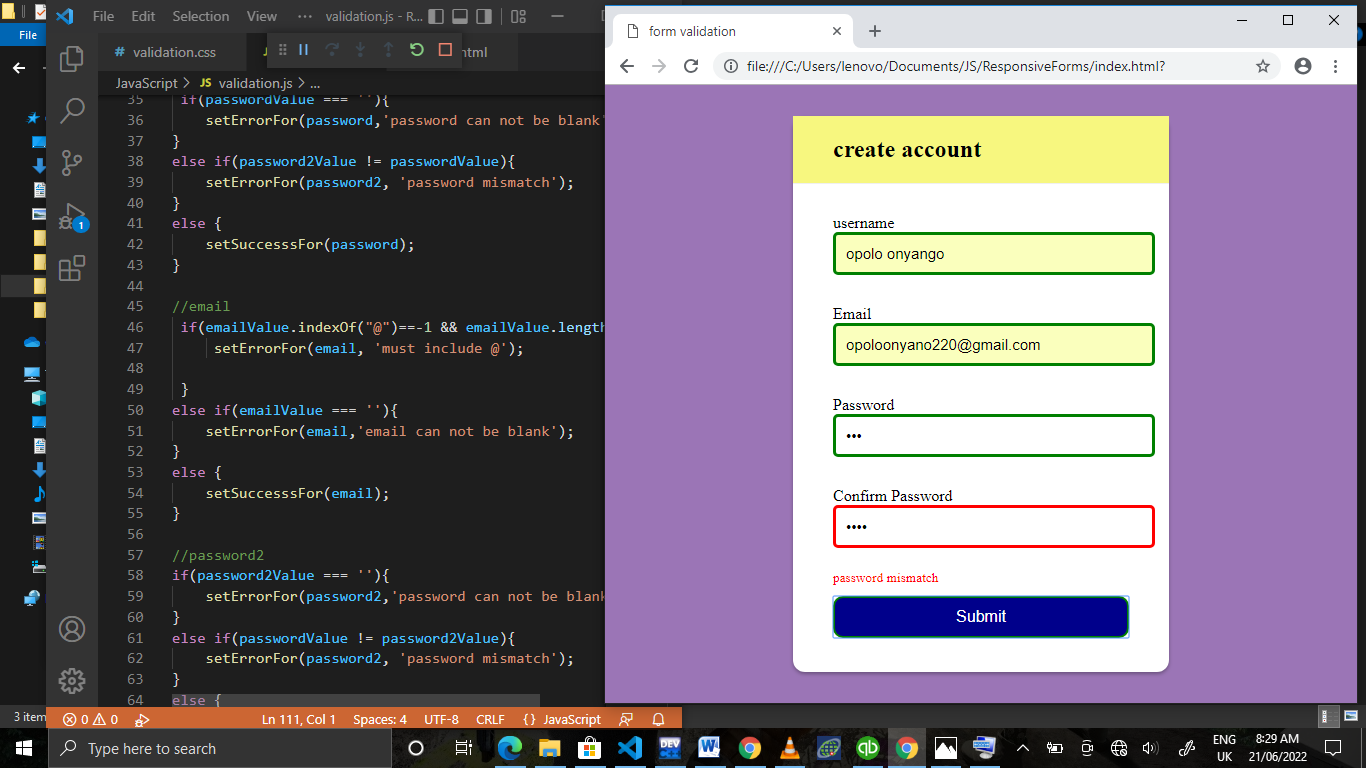 File Edit Selection View ··· validation.js - R...
File
# validation.css
html
JavaScript > JS validation.js > ...
35 if(passwordValue === ''){
36 setErrorFor(password,'password can not be blank'
37 }
38 else if(password2Value != passwordValue){
39 setErrorFor(password2, 'password mismatch');
40 }
41 else {
42 setSuccesssFor(password);
43 }
44
45 //email
46 if(emailValue.indexOf("@")==-1 && emailValue.length
47 setErrorFor(email, 'must include @');
48
49 }
50 else if(emailValue === ''){
51 setErrorFor(email,'email can not be blank');
52 }
53 else {
54 setSuccesssFor(email);
55 }
56
57 //password2
58 if(password2Value === ''){
59 setErrorFor(password2,'password can not be blank
60 }
61 else if(passwordValue != password2Value){
62 setErrorFor(password2, 'password mismatch');
63 }
64 else {
1
3 item
0 0 Ln 111, Col 1 Spaces: 4 UTF-8 CRLF {} JavaScript
form validation
file:///C:/Users/lenovo/Documents/JS/ResponsiveForms/index.html?
create account
username
opolo onyango
Email
opoloonyano220@gmail.com
Password
•••
Confirm Password
••••
password mismatch
Submit
Type here to search
DEV
W
qb
ENG
UK
8:29 AM
21/06/2022